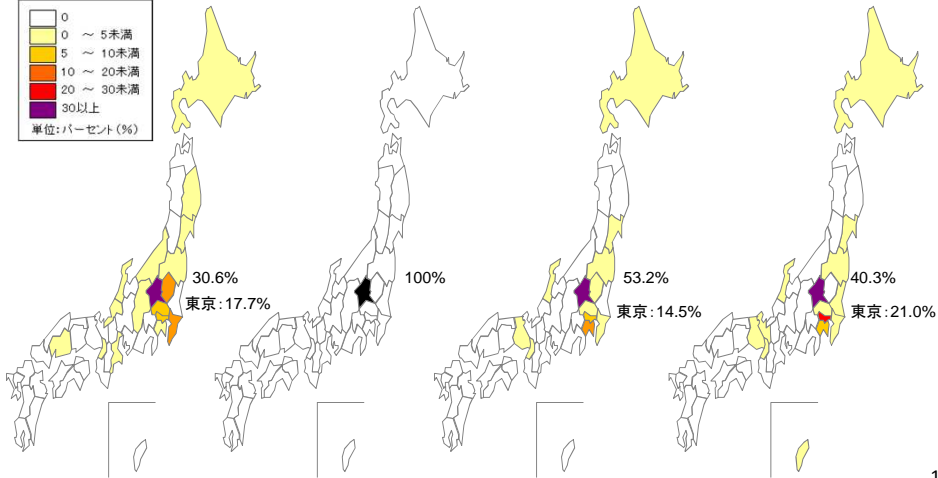 0
0 ～ 5未満
5 ～ 10未満
10 ～ 20未満
20 ～ 30未満
30以上
単位：パーセント（％）
30.6%
東京：17.7%
100%
53.2%
東京：14.5%
40.3%
東京：21.0%
1